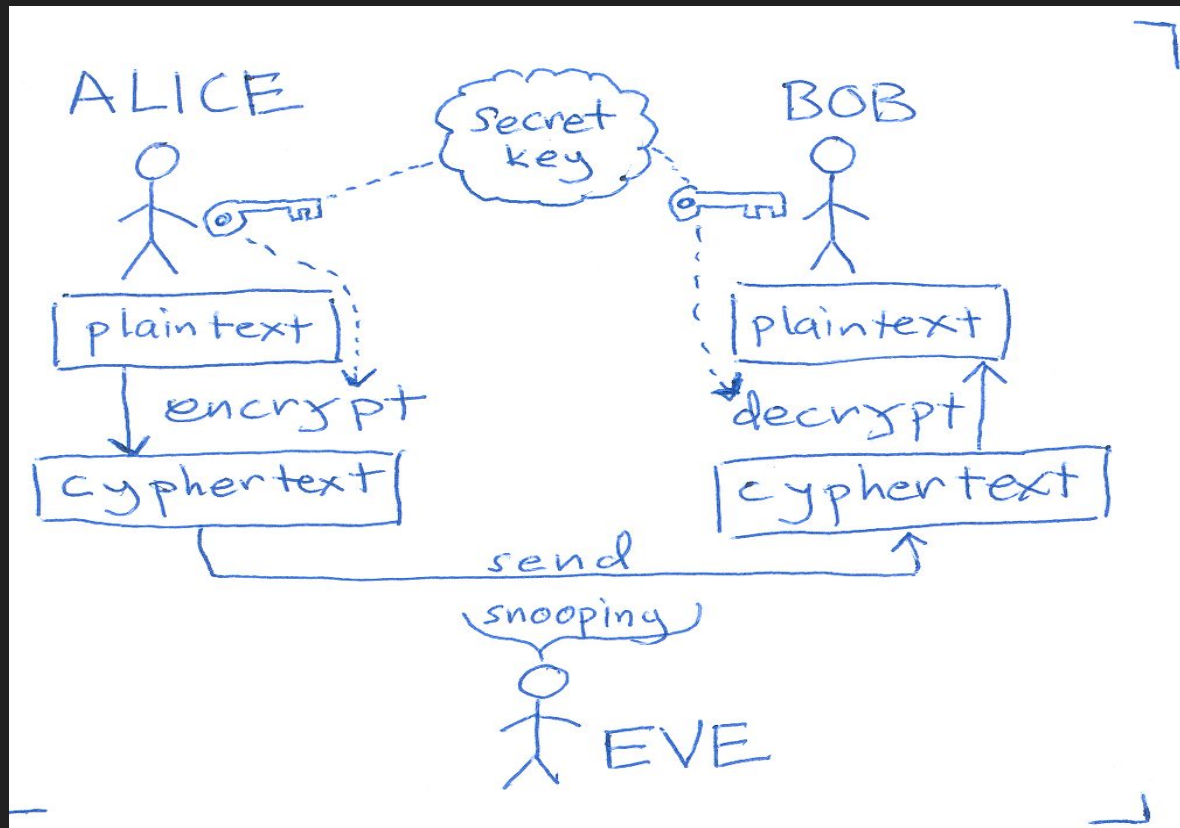 ALICE
BOB
secret
key
plaintext
plaintext
encrypt
decrypt
cyphertext
cyphertext
send
snooping
EVE